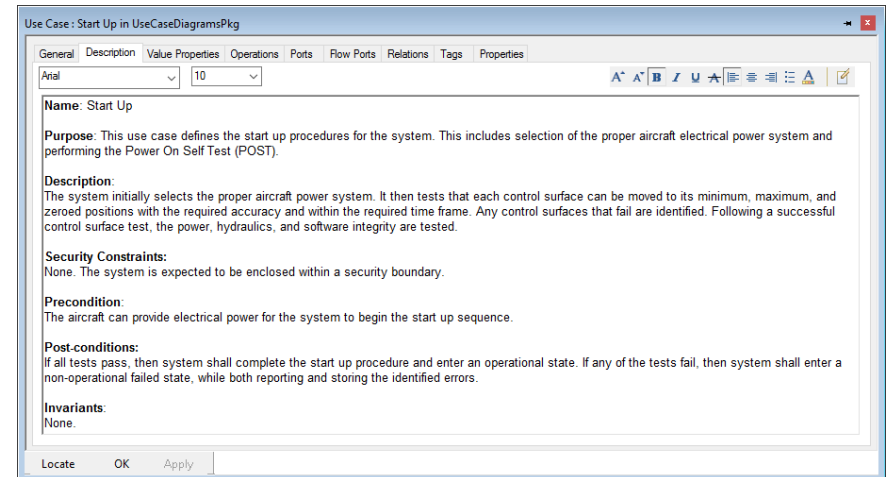 Use Case : Start Up in UseCaseDiagramsPkg
General Description Value Properties Operations Ports Flow Ports Relations Tags Properties
Arial 10 A A B I U A A
Name: Start Up
Purpose: This use case defines the start up procedures for the system. This includes selection of the proper aircraft electrical power system and
performing the Power On Self Test (POST).
Description:
The system initially selects the proper aircraft power system. It then tests that each control surface can be moved to its minimum, maximum, and
zeroed positions with the required accuracy and within the required time frame. Any control surfaces that fail are identified. Following a successful
control surface test, the power, hydraulics, and software integrity are tested.
Security Constraints:
None. The system is expected to be enclosed within a security boundary.
Precondition:
The aircraft can provide electrical power for the system to begin the start up sequence.
Post-conditions:
If all tests pass, then system shall complete the start up procedure and enter an operational state. If any of the tests fail, then system shall enter a
non-operational failed state, while both reporting and storing the identified errors.
Invariants:
None.
Locate OK Apply